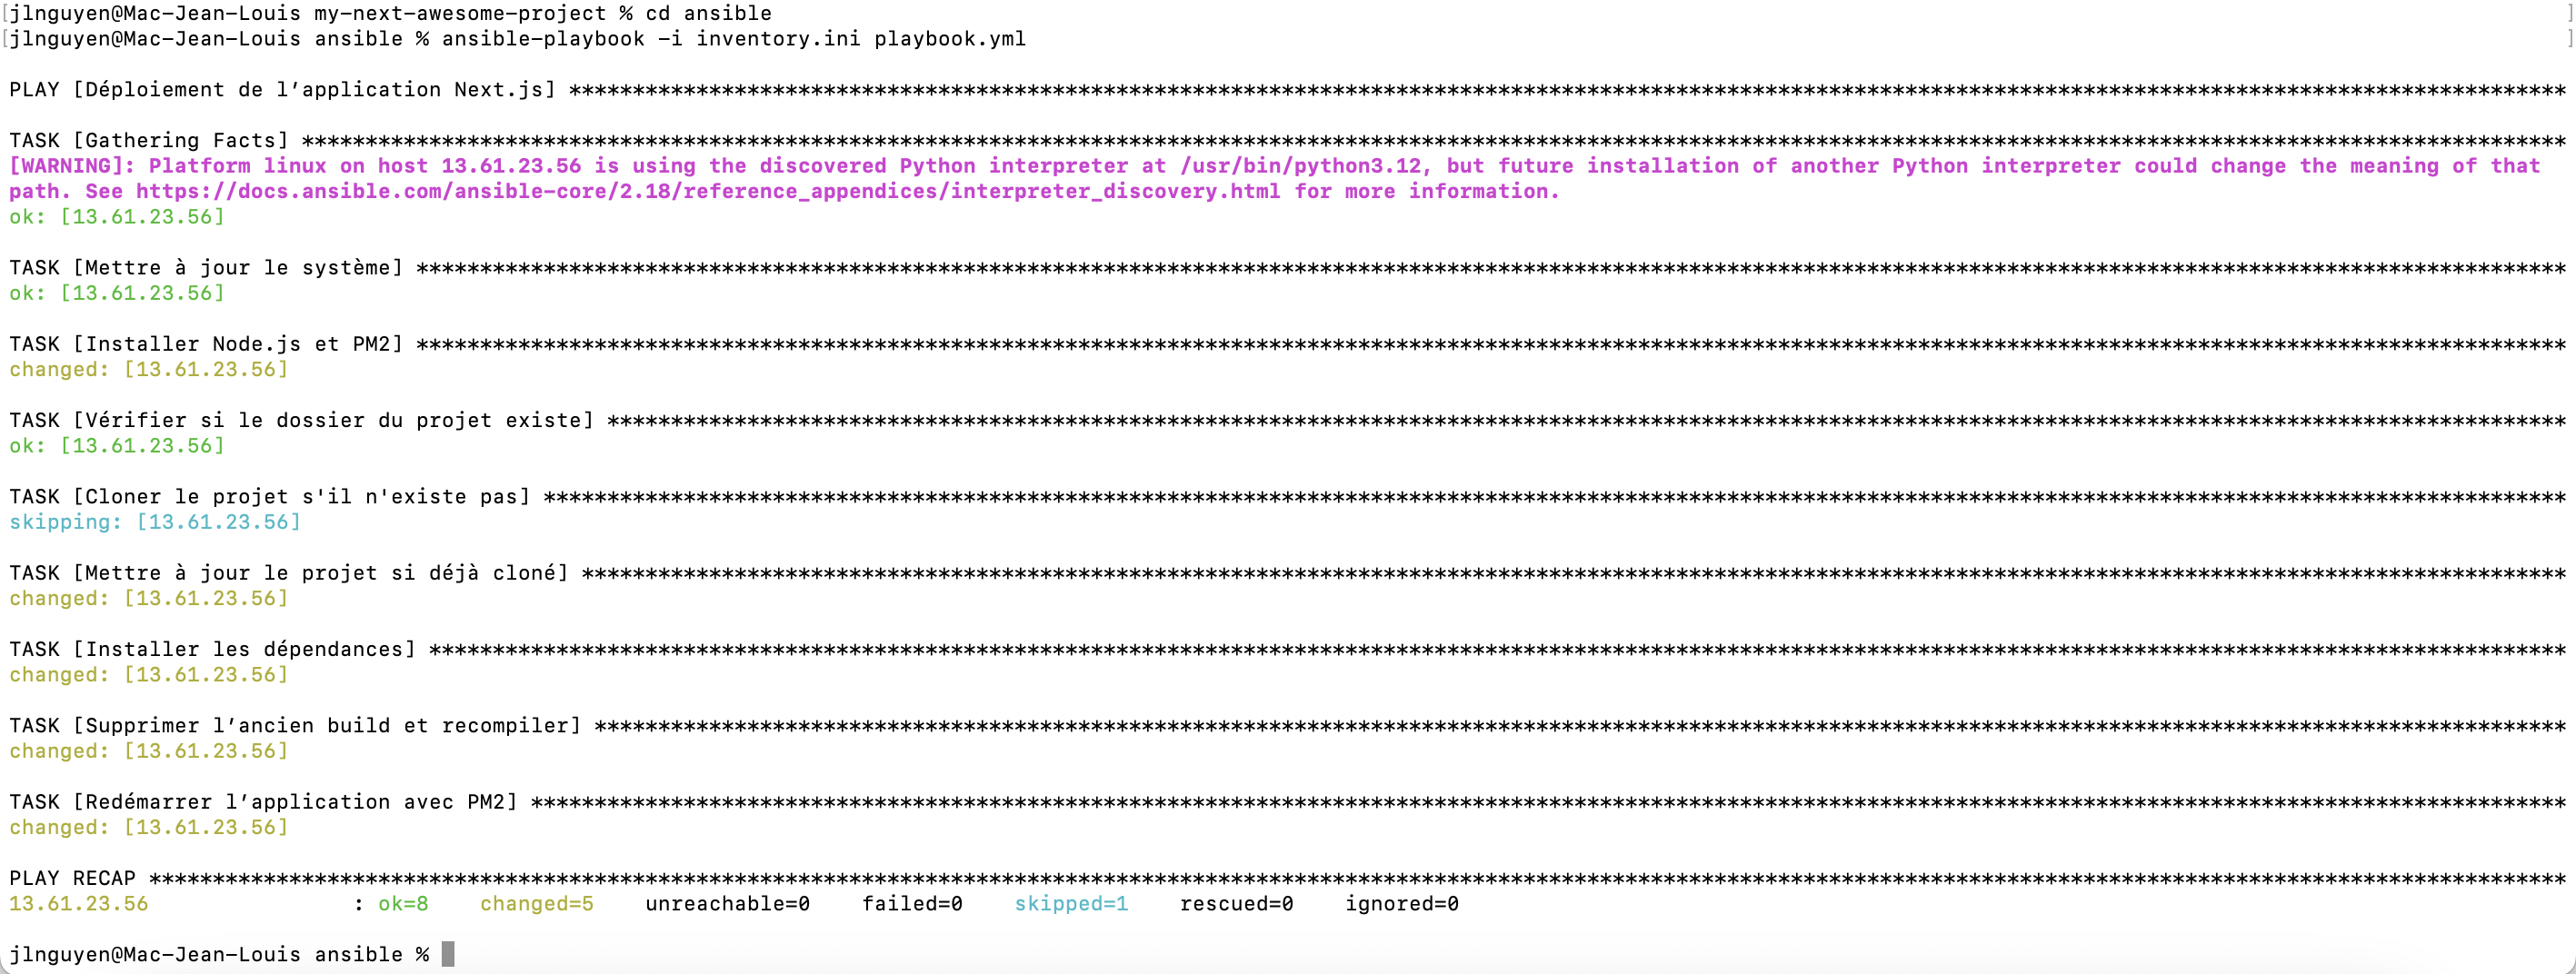 [jlnguyen@Mac-Jean-Louis my-next-awesome-project % cd ansible ]
[jlnguyen@Mac-Jean-Louis ansible % ansible-playbook -i inventory.ini playbook.yml ]
PLAY [Déploiement de l’application Next.js] *************************************************************************************************************************************************************
TASK [Gathering Facts] **********************************************************************************************************************************************************************************
[WARNING]: Platform linux on host 13.61.23.56 is using the discovered Python interpreter at /usr/bin/python3.12, but future installation of another Python interpreter could change the meaning of that
path. See https://docs.ansible.com/ansible-core/2.18/reference_appendices/interpreter_discovery.html for more information.
ok: [13.61.23.56]
TASK [Mettre à jour le système] *************************************************************************************************************************************************************************
ok: [13.61.23.56]
TASK [Installer Node.js et PM2] *************************************************************************************************************************************************************************
changed: [13.61.23.56]
TASK [Vérifier si le dossier du projet existe] **********************************************************************************************************************************************************
ok: [13.61.23.56]
TASK [Cloner le projet s'il n'existe pas] ***************************************************************************************************************************************************************
skipping: [13.61.23.56]
TASK [Mettre à jour le projet si déjà cloné] ************************************************************************************************************************************************************
changed: [13.61.23.56]
TASK [Installer les dépendances] ************************************************************************************************************************************************************************
changed: [13.61.23.56]
TASK [Supprimer l’ancien build et recompiler] ***********************************************************************************************************************************************************
changed: [13.61.23.56]
TASK [Redémarrer l’application avec PM2] ****************************************************************************************************************************************************************
changed: [13.61.23.56]
PLAY RECAP **********************************************************************************************************************************************************************************************
13.61.23.56                : ok=8    changed=5    unreachable=0    failed=0    skipped=1    rescued=0    ignored=0
jlnguyen@Mac-Jean-Louis ansible %